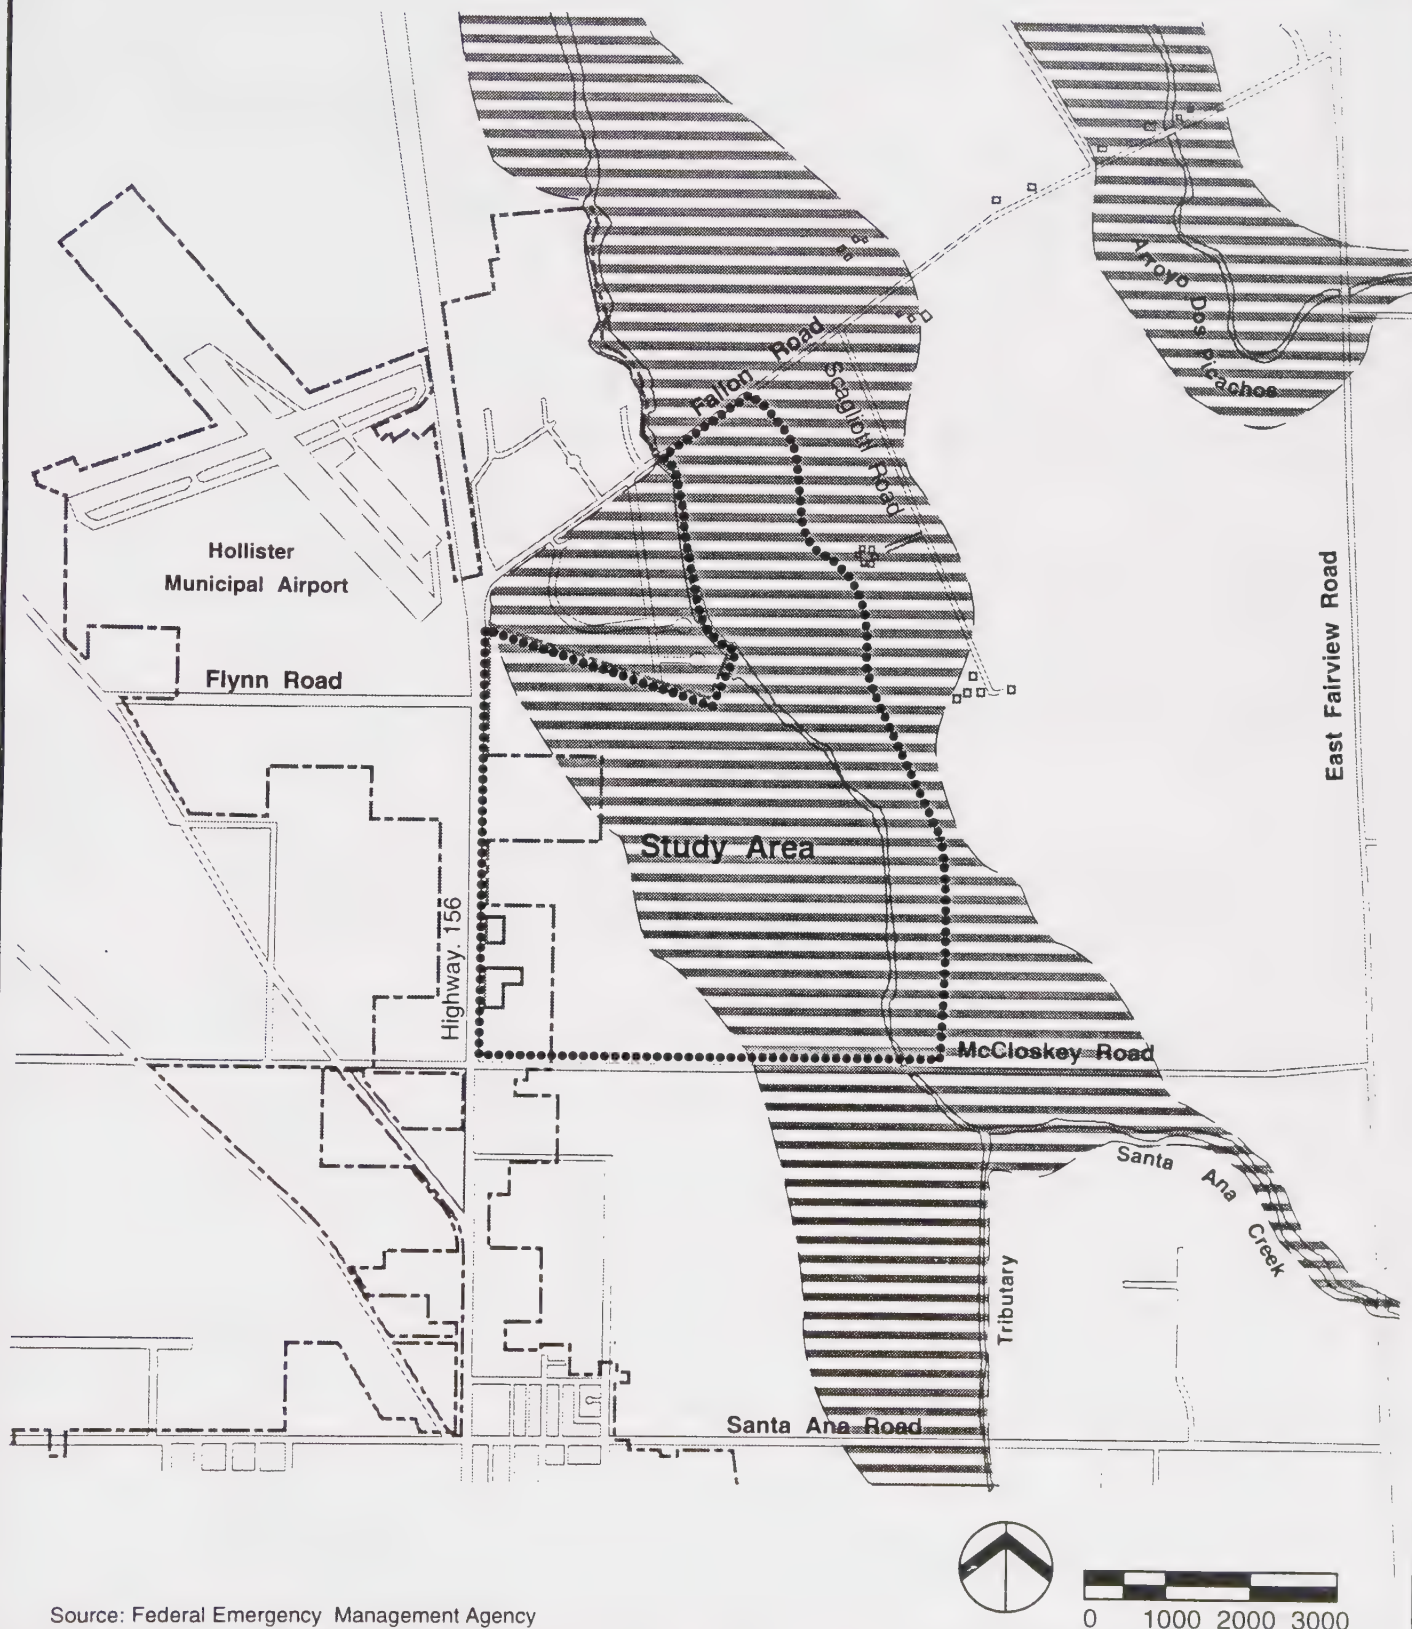 Arroyo Dos Picachos
Fallon Road
Scagliotti Road
Hollister
Municipal Airport
Flynn Road
East Fairview Road
Study Area
Highway. 156
McCloskey Road
Santa Ana Creek
Tributary
Santa Ana Road
0 1000 2000 3000
Source: Federal Emergency Management Agency